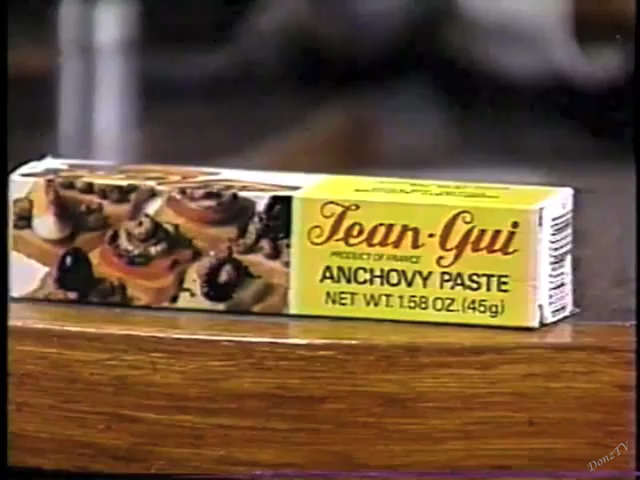 Jean-Gui
PRODUCT OF FRANCE
ANCHOVY PASTE
NET WT. 1.58 OZ. (45g)
DonzTV